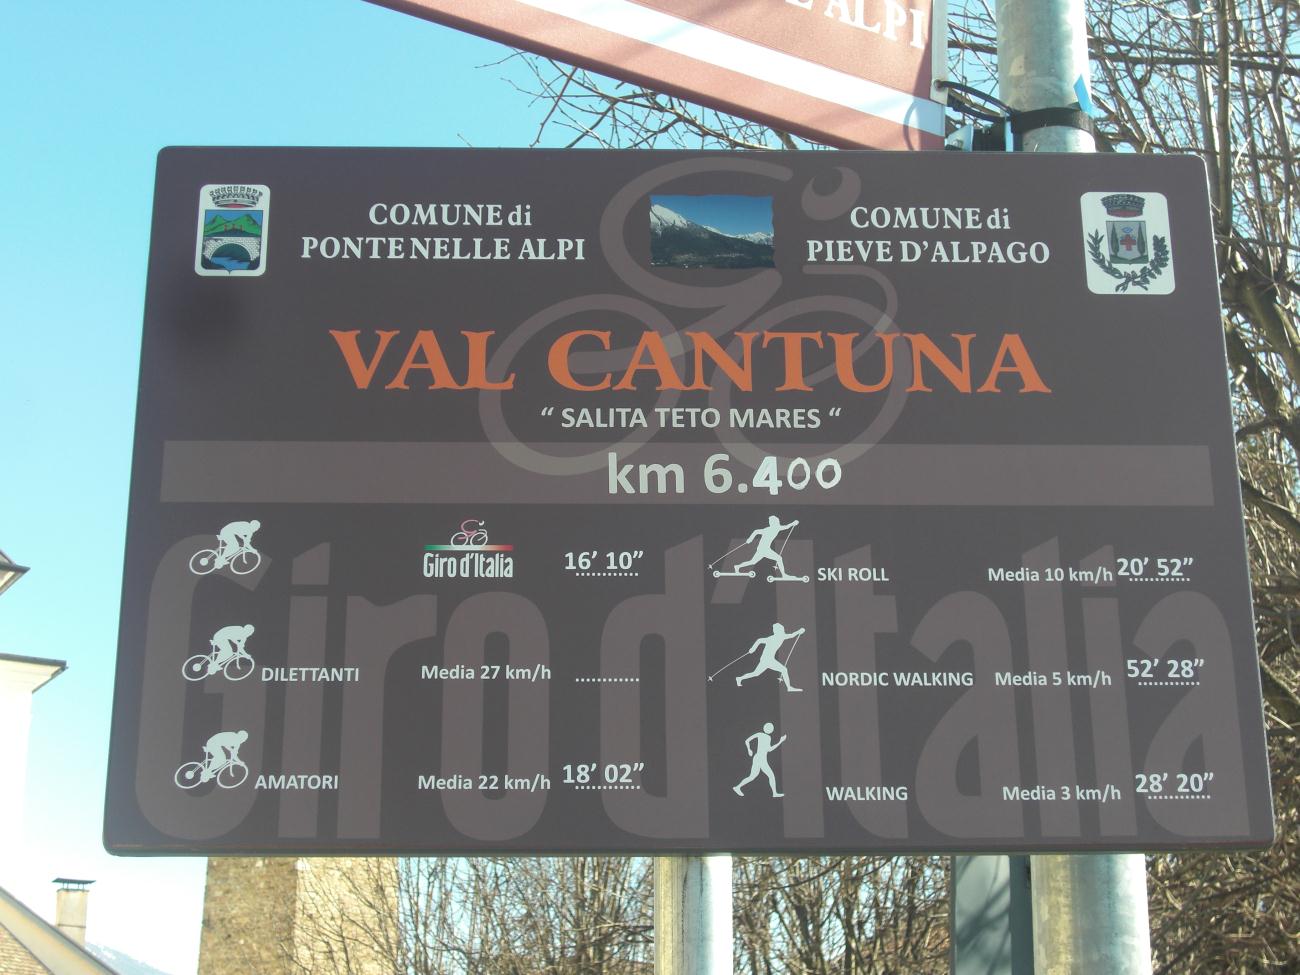 E ALPI
COMUNE di
PONTE NELLE ALPI
COMUNE di
PIEVE D'ALPAGO
VAL CANTUNA
“ SALITA TETO MARES “
km 6.400
Giro d'Italia
16’ 10”
DILETTANTI Media 27 km/h ............
AMATORI Media 22 km/h 18’ 02”
SKI ROLL Media 10 km/h 20’ 52”
NORDIC WALKING Media 5 km/h 52’ 28”
WALKING Media 3 km/h 28’ 20”
Giro d'Italia